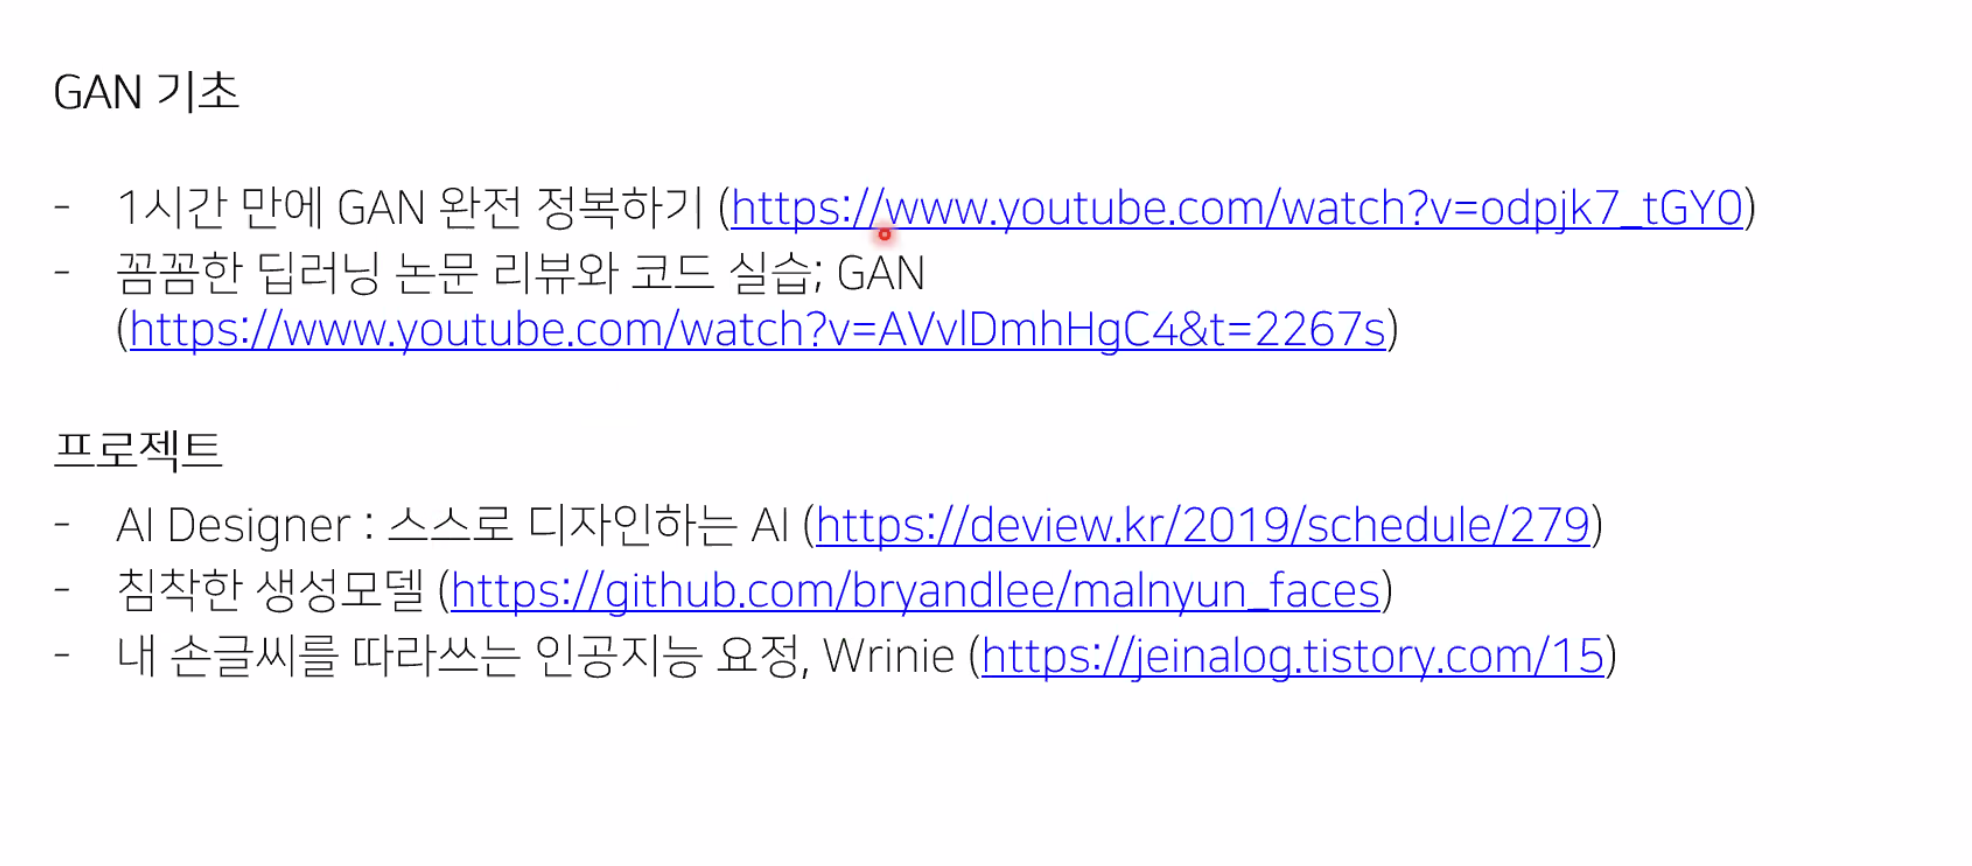 GAN 기초
- 1시간 만에 GAN 완전 정복하기 (https://www.youtube.com/watch?v=odpjk7_tGY0)
- 꼼꼼한 딥러닝 논문 리뷰와 코드 실습; GAN
(https://www.youtube.com/watch?v=AVvlDmhHgC4&t=2267s)
프로젝트
- AI Designer : 스스로 디자인하는 AI (https://deview.kr/2019/schedule/279)
- 침착한 생성모델 (https://github.com/bryandlee/malnyun_faces)
- 내 손글씨를 따라쓰는 인공지능 요정, Wrinie (https://jeinalog.tistory.com/15)